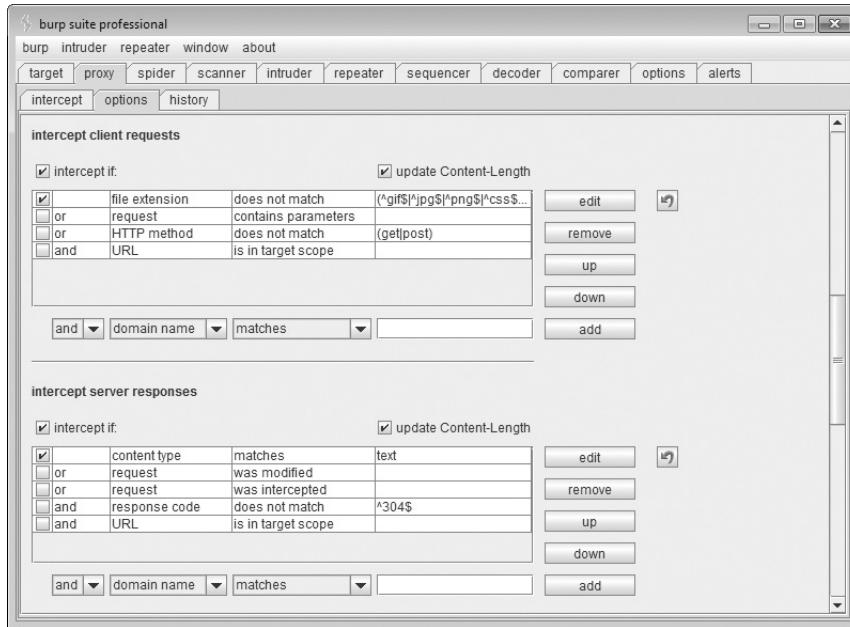 burp suite professional
burp intruder repeater window about
target proxy spider scanner intruder repeater sequencer decoder comparer options alerts
intercept options history
intercept client requests
intercept if: update Content-Length
file extension does not match (^gif$|^jpg$|^png$|^css$... edit
or request contains parameters
or HTTP method does not match (get|post) remove
and URL is in target scope
up
down
and domain name matches add
intercept server responses
intercept if: update Content-Length
content type matches text edit
or request was modified
or request was intercepted remove
and response code does not match ^304$
and URL is in target scope up
down
and domain name matches add